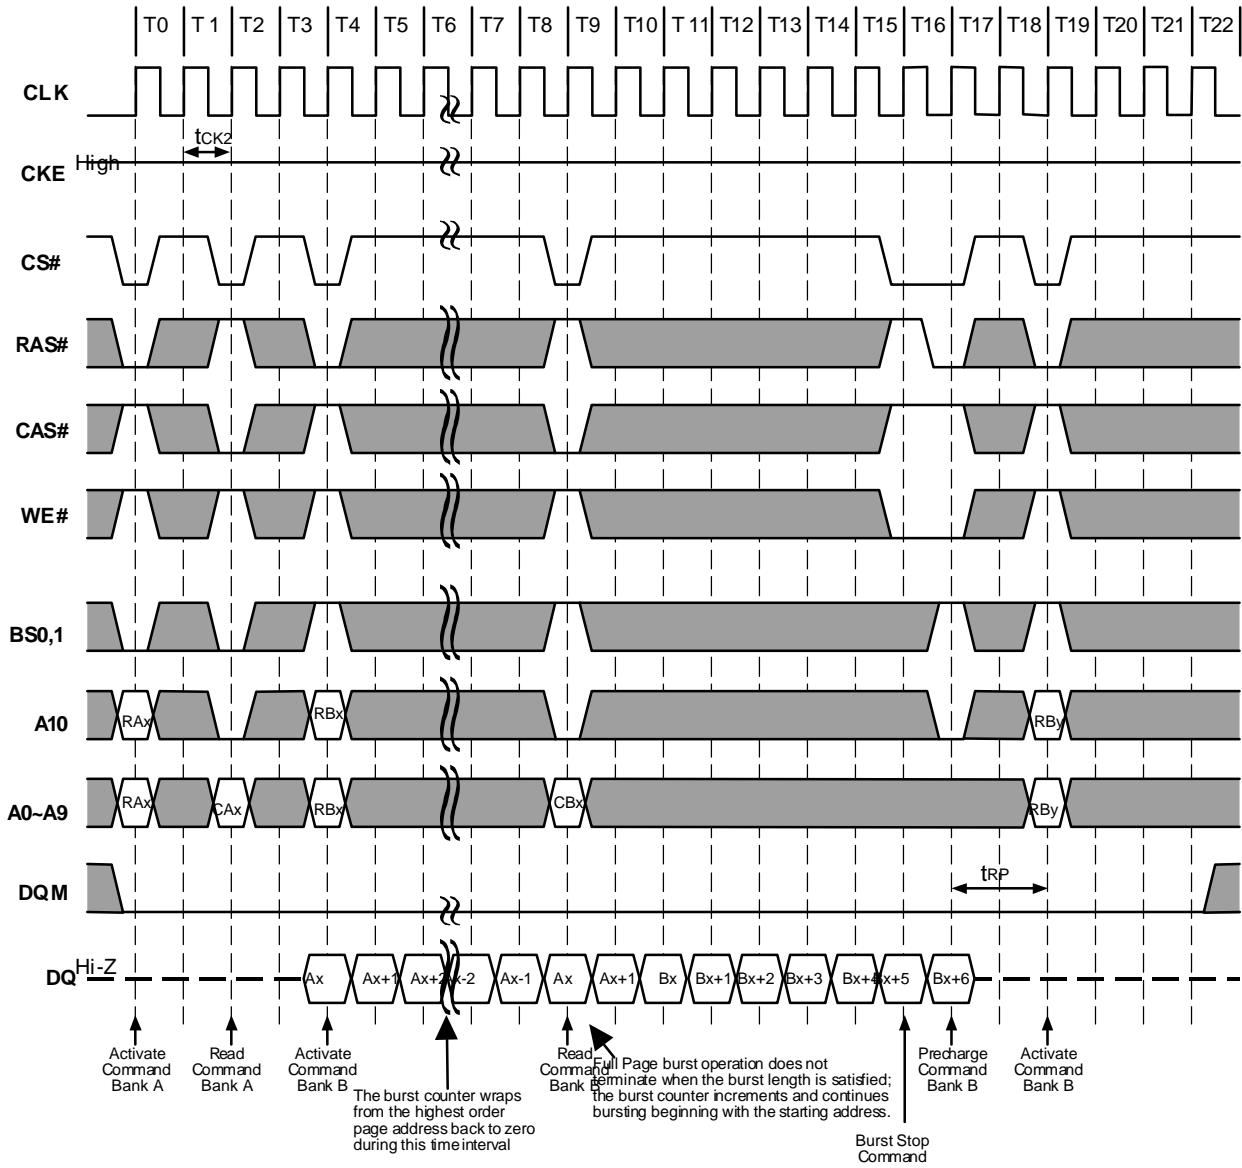 T0 T 1 T2 T3 T4 T5 T6 T7 T8 T9 T10 T 11 T12 T13 T14 T15 T16 T17 T18 T19 T20 T21 T22
CLK
tCK2
CKE High
CS#
RAS#
CAS#
WE#
BS0,1
A10 RAx RBx RBy
A0~A9 RAx CAx RBx CBx RBy
DQM tRP
DQ Hi-Z Ax Ax+1 Ax+2 Ax-2 Ax-1 Ax Ax+1 Bx Bx+1 Bx+2 Bx+3 Bx+4 Bx+5 Bx+6
Activate
Command
Bank A
Read
Command
Bank A
Activate
Command
Bank B
The burst counter wraps
from the highest order
page address back to zero
during this time interval
Read
Command
Bank B
Full Page burst operation does not
terminate when the burst length is satisfied;
the burst counter increments and continues
bursting beginning with the starting address.
Burst Stop
Command
Precharge
Command
Bank B
Activate
Command
Bank B